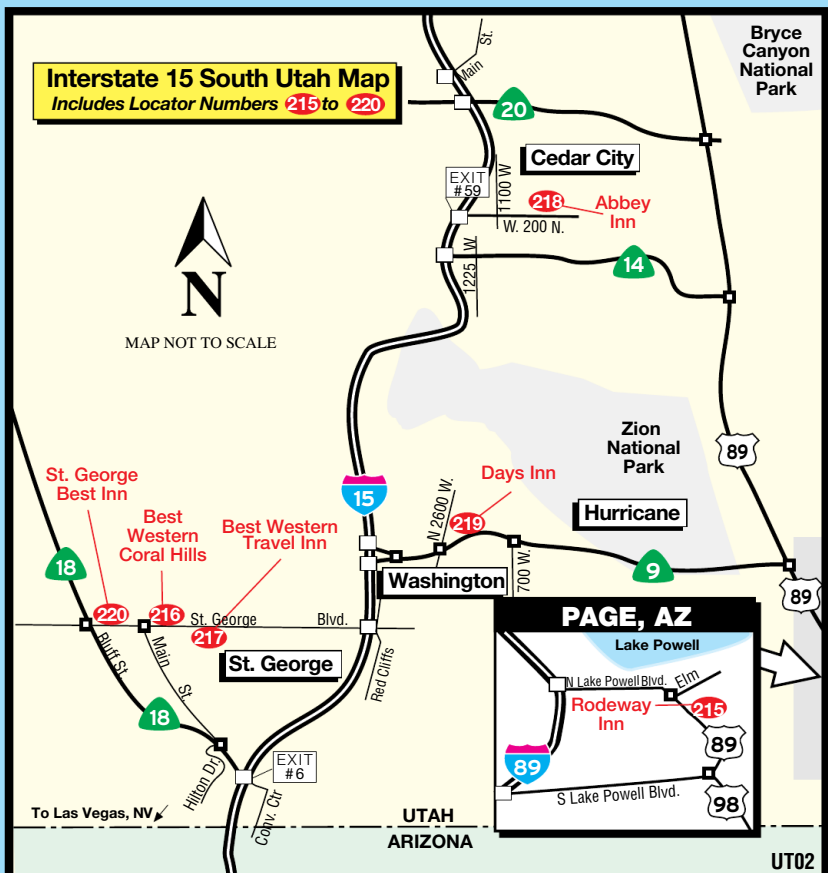 Interstate 15 South Utah Map
Includes Locator Numbers 215 to 220
Main St.
Bryce
Canyon
National
Park
20
Cedar City
EXIT
#59
1100 W.
218
Abbey
Inn
W. 200 N.
1225 W.
14
N
MAP NOT TO SCALE
Zion
National
Park
89
St. George
Best Inn
Best
Western
Coral Hills
Best Western
Travel Inn
15
N 2600 W.
Days Inn
219
Hurricane
700 W.
9
18
Washington
89
220
216
St. George Blvd.
217
Bluff St.
Main St.
St. George
Red Cliffs
18
Hilton Dr.
EXIT
#6
Conv. Ctr
To Las Vegas, NV
UTAH
ARIZONA
PAGE, AZ
Lake Powell
N Lake Powell Blvd.
Elm
Rodeway
Inn
215
89
89
S Lake Powell Blvd.
98
UT02